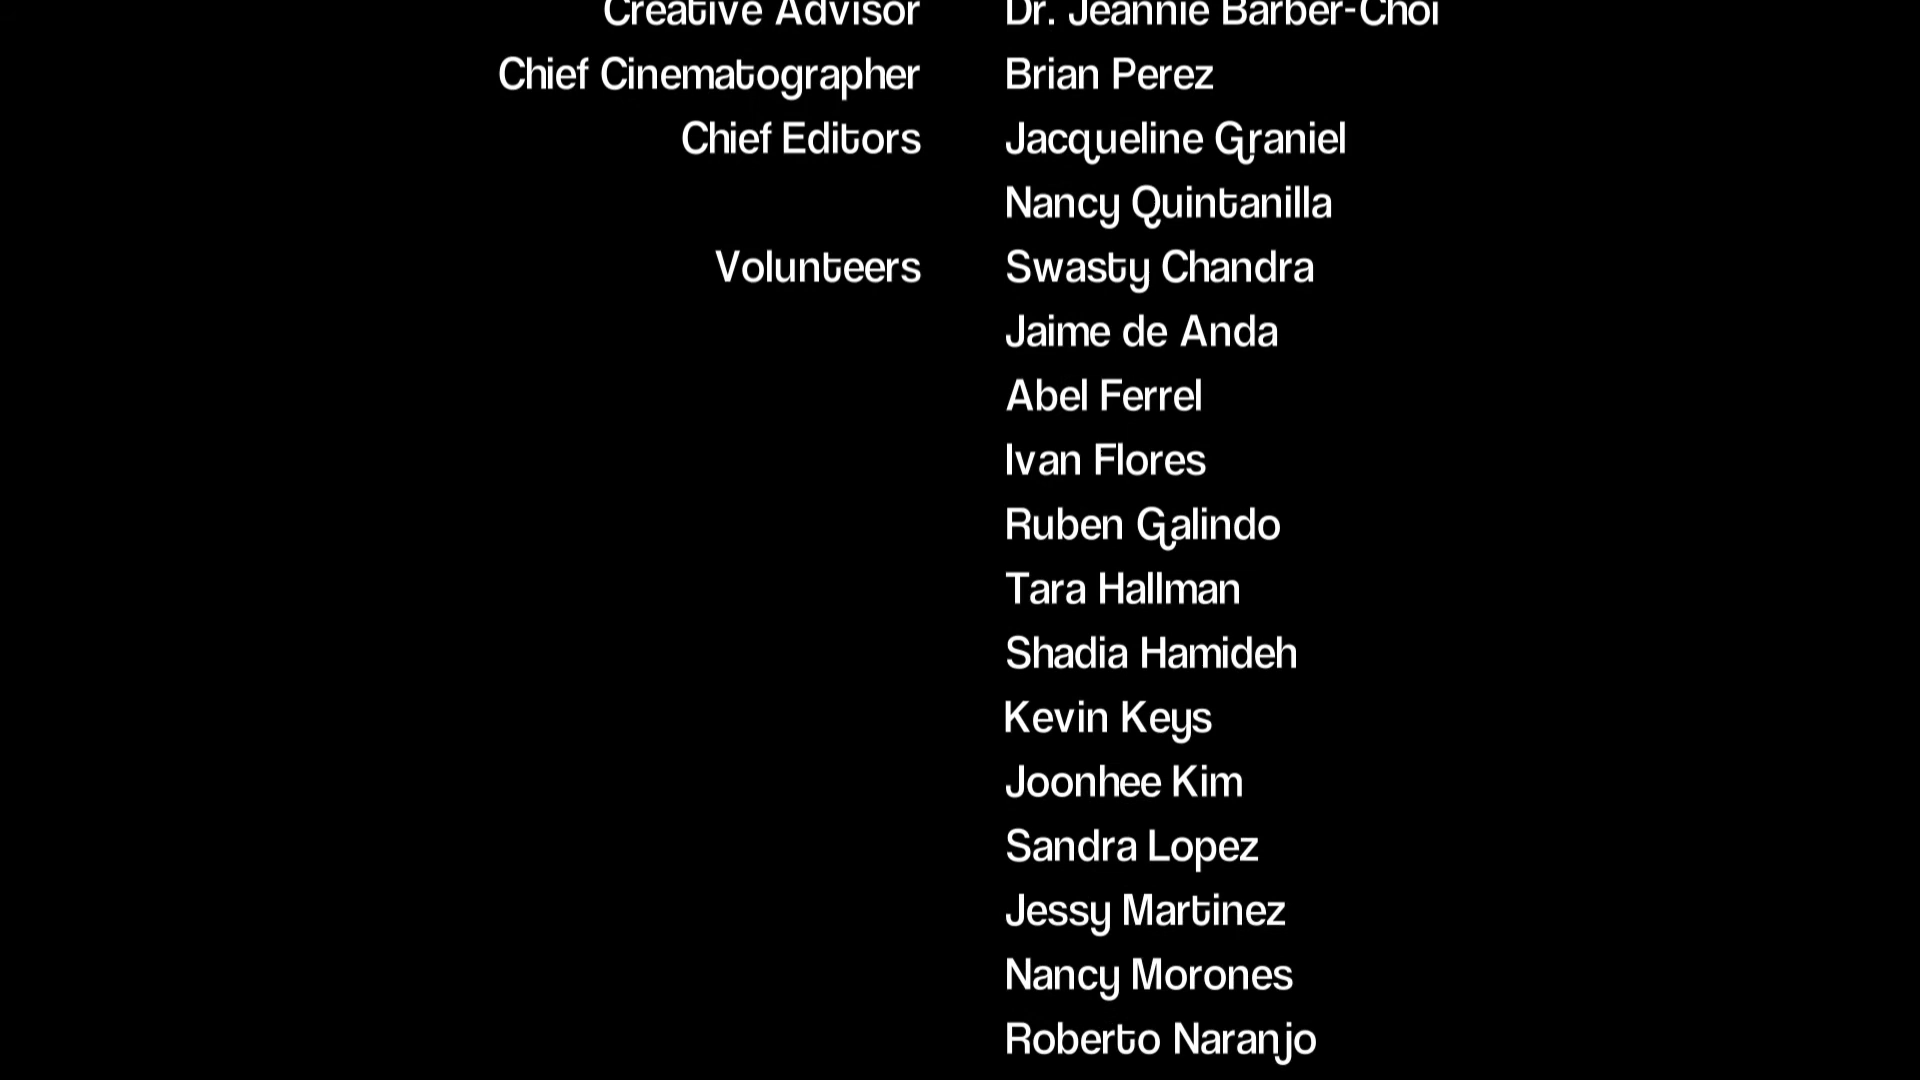 Creative Advisor Dr. Jeannie Barber-Choi
Chief Cinematographer Brian Perez
Chief Editors Jacqueline Graniel
Nancy Quintanilla
Volunteers Swasty Chandra
Jaime de Anda
Abel Ferrel
Ivan Flores
Ruben Galindo
Tara Hallman
Shadia Hamideh
Kevin Keys
Joonhee Kim
Sandra Lopez
Jessy Martinez
Nancy Morones
Roberto Naranjo